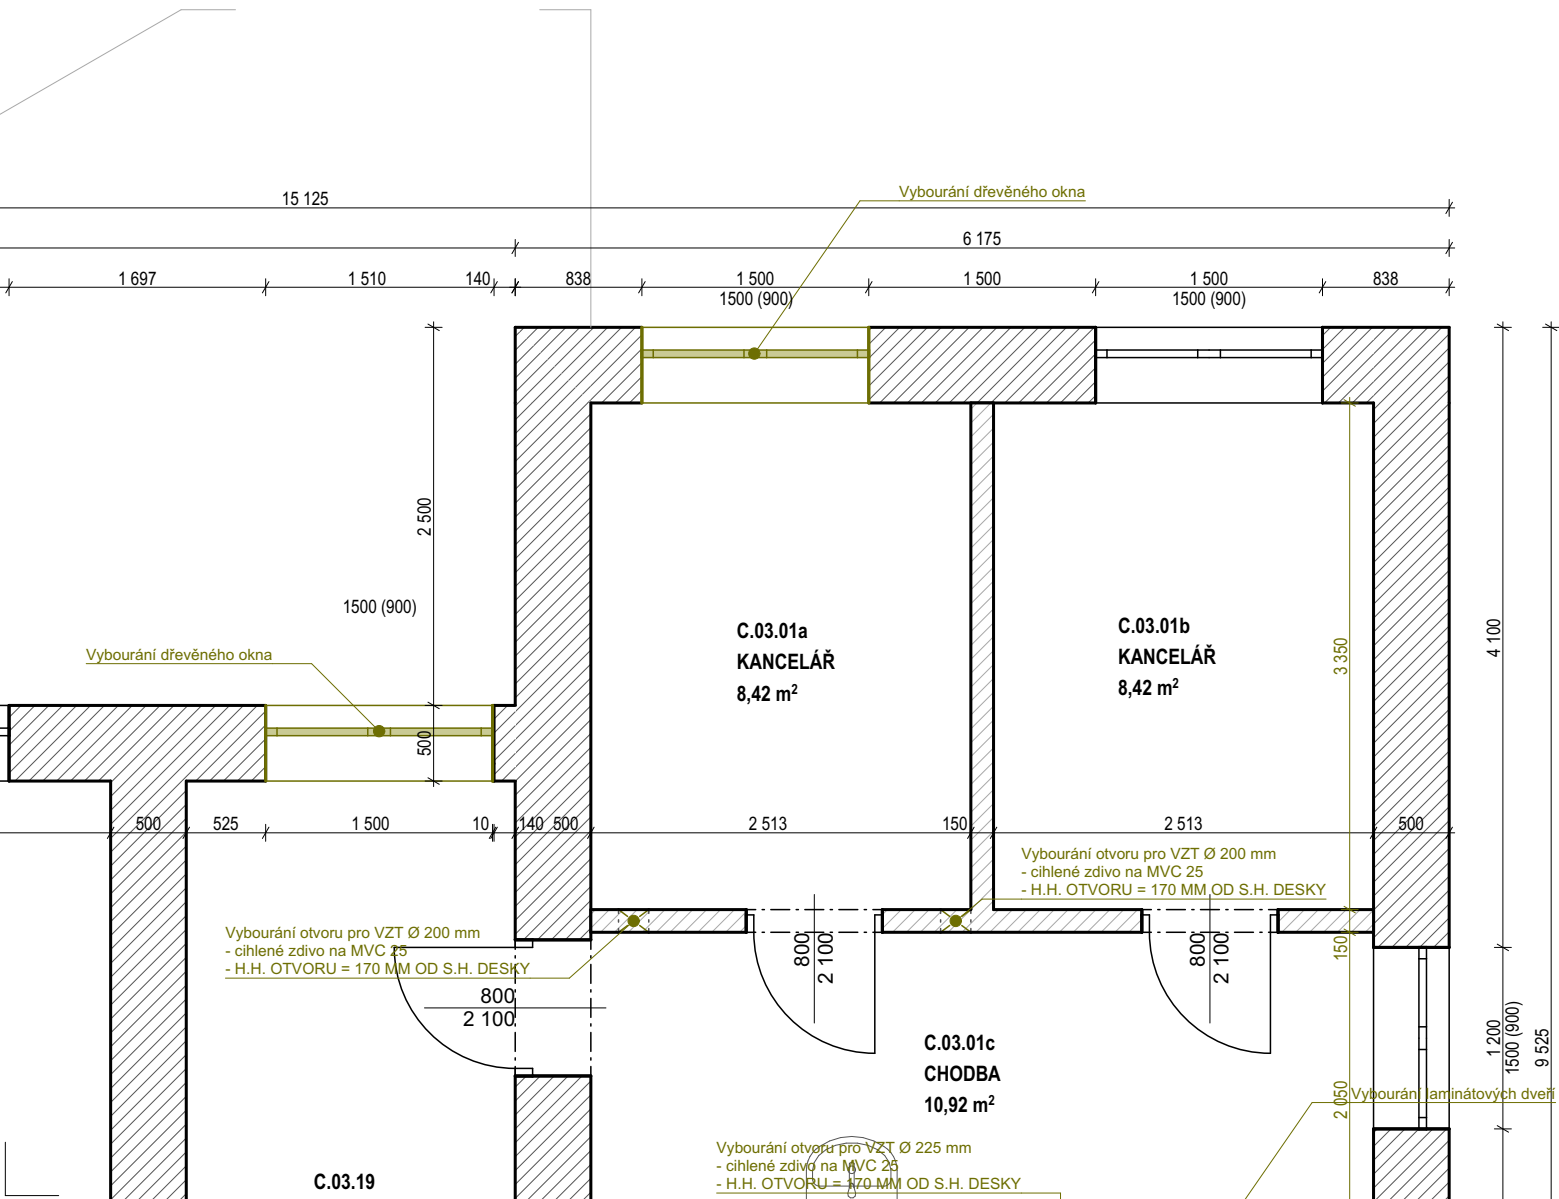 Vybourání dřevěného okna
15 125
6 175
1 697
1 510
140
838
1 500
1500 (900)
1 500
1 500
1500 (900)
838
2 500
1500 (900)
Vybourání dřevěného okna
500
C.03.01a
KANCELÁŘ
8,42 m²
C.03.01b
KANCELÁŘ
8,42 m²
3 350
4 100
500
525
1 500
10
140
500
2 513
150
2 513
500
Vybourání otvoru pro VZT Ø 200 mm
- cihlené zdivo na MVC 25
- H.H. OTVORU = 170 MM OD S.H. DESKY
Vybourání otvoru pro VZT Ø 200 mm
- cihlené zdivo na MVC 25
- H.H. OTVORU = 170 MM OD S.H. DESKY
800
2 100
800
2 100
800
2 100
150
C.03.01c
CHODBA
10,92 m²
1 200
1500 (900)
9 525
2 050
Vybourání laminátových dveří
Vybourání otvoru pro VZT Ø 225 mm
- cihlené zdivo na MVC 25
- H.H. OTVORU = 170 MM OD S.H. DESKY
C.03.19